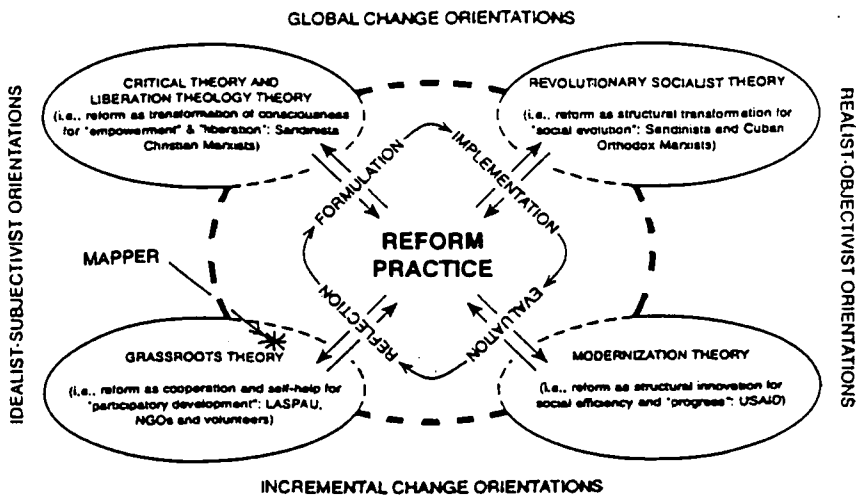 GLOBAL CHANGE ORIENTATIONS
IDEALIST-SUBJECTIVIST ORIENTATIONS
REALIST-OBJECTIVIST ORIENTATIONS
CRITICAL THEORY AND
LIBERATION THEOLOGY THEORY
(i.e., reform as transformation of consciousness
for "empowerment" & "liberation": Sandinista
Christian Marxists)
REVOLUTIONARY SOCIALIST THEORY
(i.e., reform as structural transformation for
"social evolution": Sandinista and Cuban
Orthodox Marxists)
FORMULATION
IMPLEMENTATION
REFORM
PRACTICE
MAPPER
REFLECTION
EVALUATION
GRASSROOTS THEORY
(i.e., reform as cooperation and self-help for
"participatory development": LASPAU,
NGOs and volunteers)
MODERNIZATION THEORY
(i.e., reform as structural innovation for
social efficiency and "progress": USAID)
INCREMENTAL CHANGE ORIENTATIONS